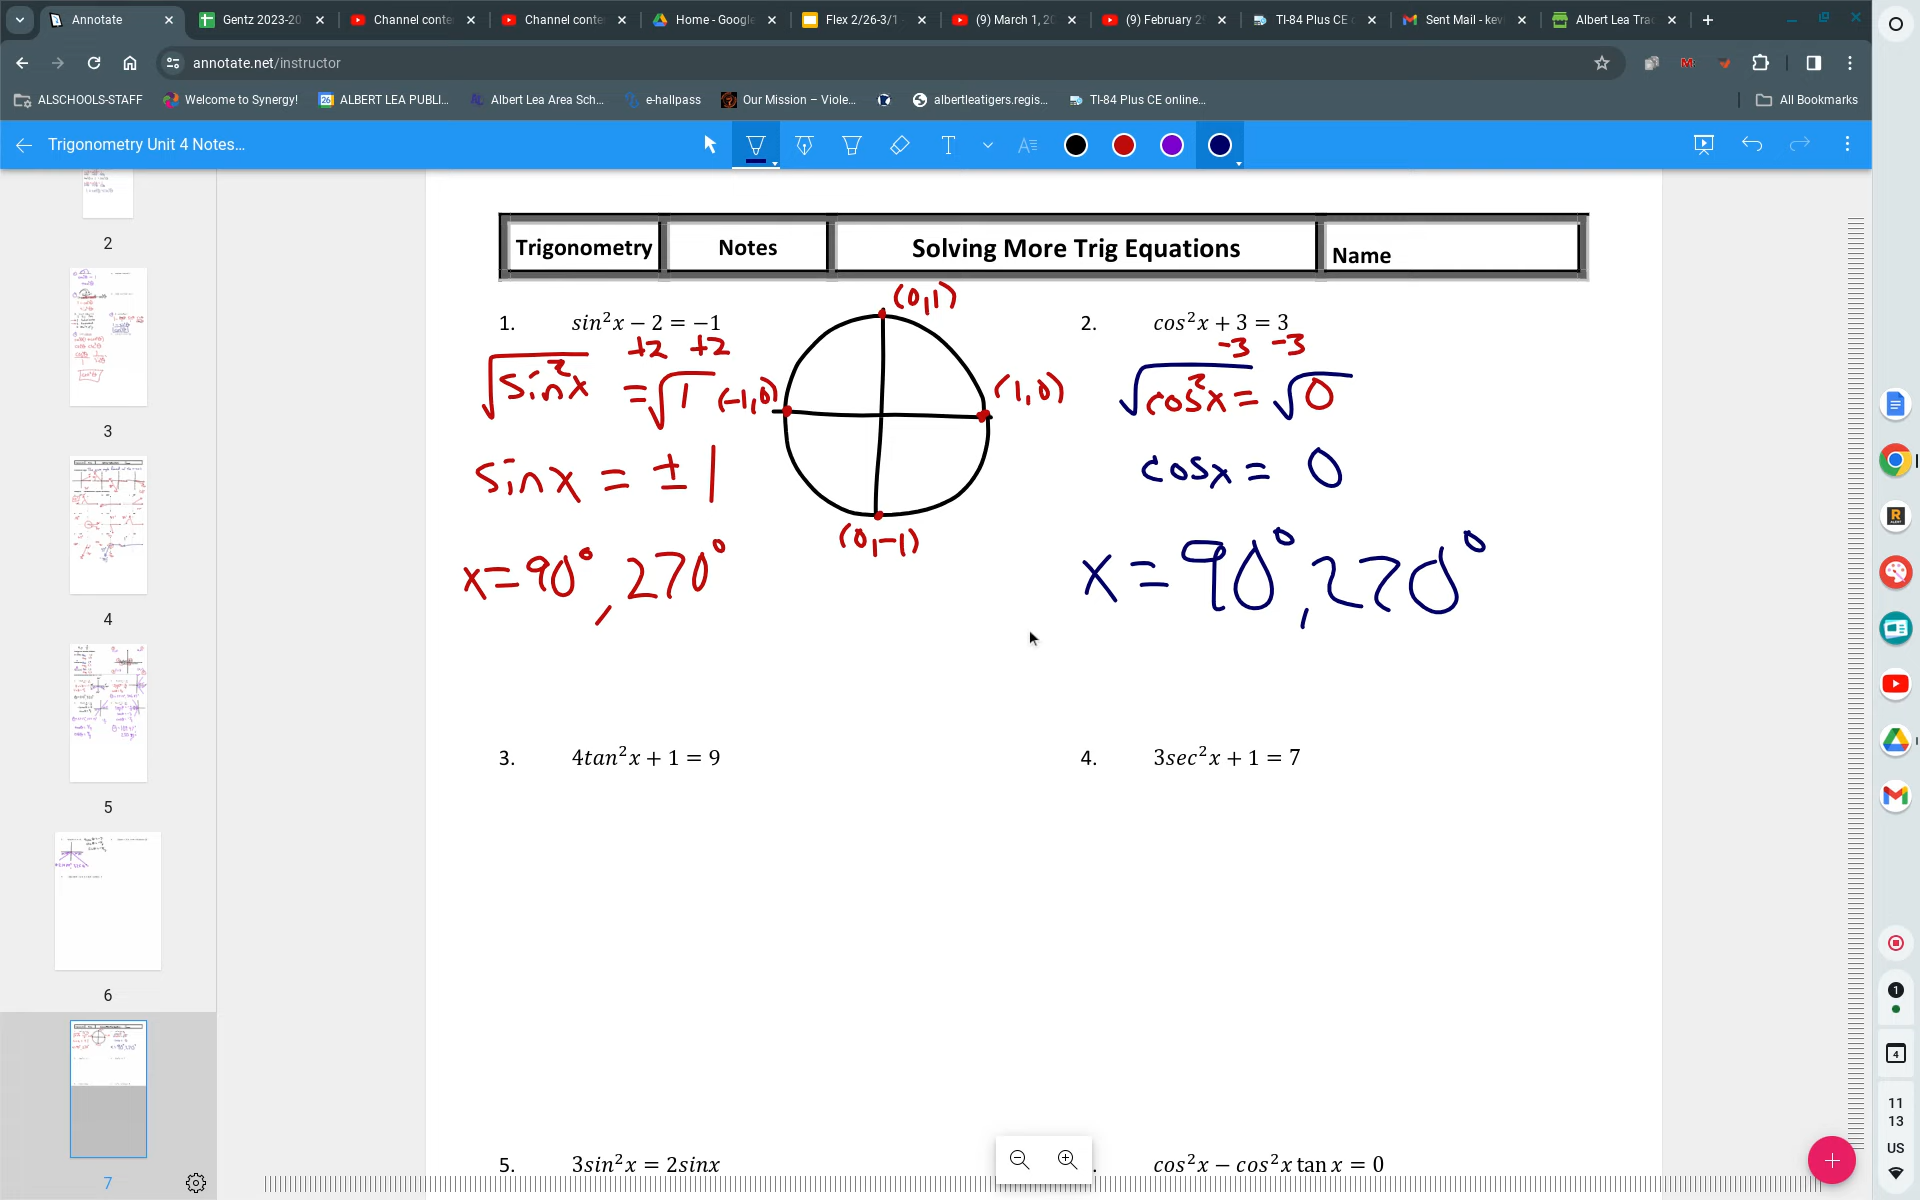 Annotate
Gentz 2023-20
Channel conte
Channel conte
Home - Google
Flex 2/26-3/1 -
(9) March 1, 20
(9) February 29
TI-84 Plus CE o
Sent Mail - kev
Albert Lea Tra
annotate.net/instructor
ALSCHOOLS-STAFF
Welcome to Synergy!
ALBERT LEA PUBLI...
Albert Lea Area Sch...
e-hallpass
Our Mission – Viole...
albertleatigers.regis...
TI-84 Plus CE online...
All Bookmarks
Trigonometry Unit 4 Notes...
2
3
4
5
6
7
Trigonometry
Notes
Solving More Trig Equations
Name
1. sin²x − 2 = −1
+2 +2
√sin²x = √1
sinx = ± 1
x = 90°, 270°
(0,1)
(-1,0)
(1,0)
(0,-1)
2. cos²x + 3 = 3
-3 -3
√cos²x = √0
cosx = 0
x = 90°, 270°
3. 4tan²x + 1 = 9
4. 3sec²x + 1 = 7
5. 3sin²x = 2sinx
cos²x − cos²x tan x = 0
1
4
11
13
US